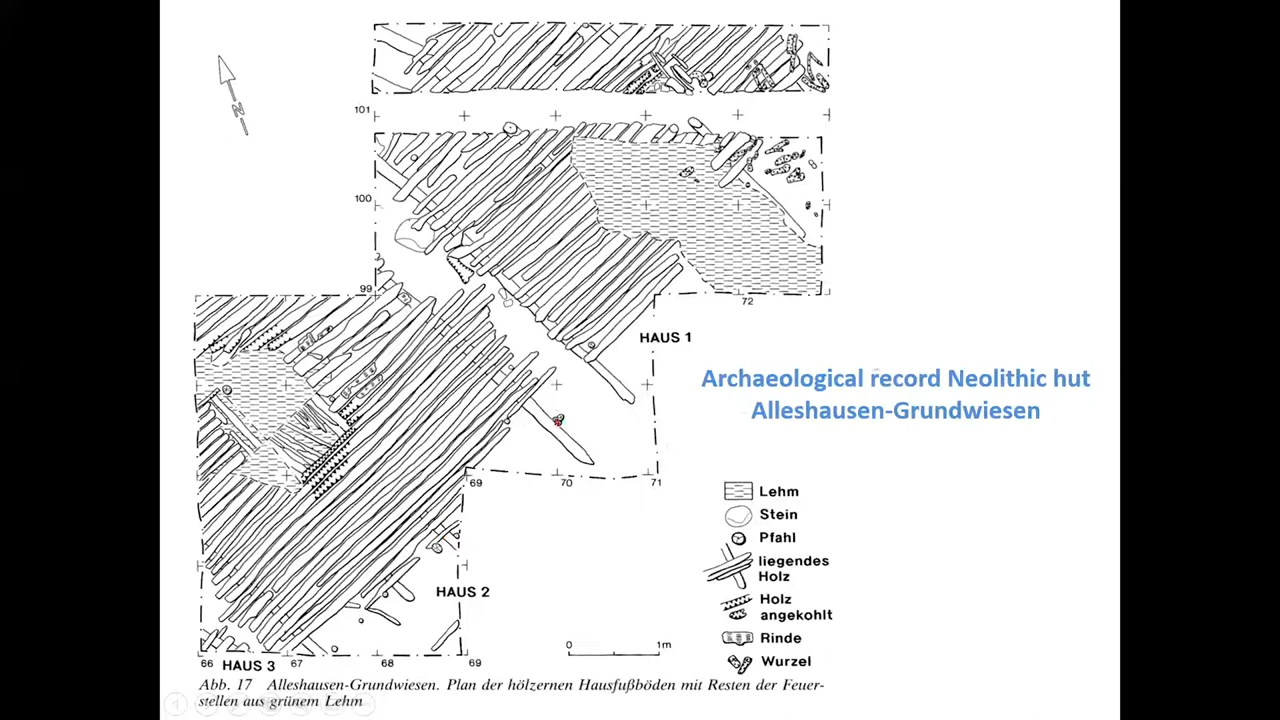 N
101
100
99
72
HAUS 1
Archaeological record Neolithic hut
Alleshausen-Grundwiesen
69 70 71
Lehm
Stein
Pfahl
liegendes
Holz
Holz
angekohlt
Rinde
Wurzel
HAUS 2
0 1m
66 HAUS 3 67 68 69
Abb. 17 Alleshausen-Grundwiesen. Plan der hölzernen Hausfußböden mit Resten der Feuer-
stellen aus grünem Lehm